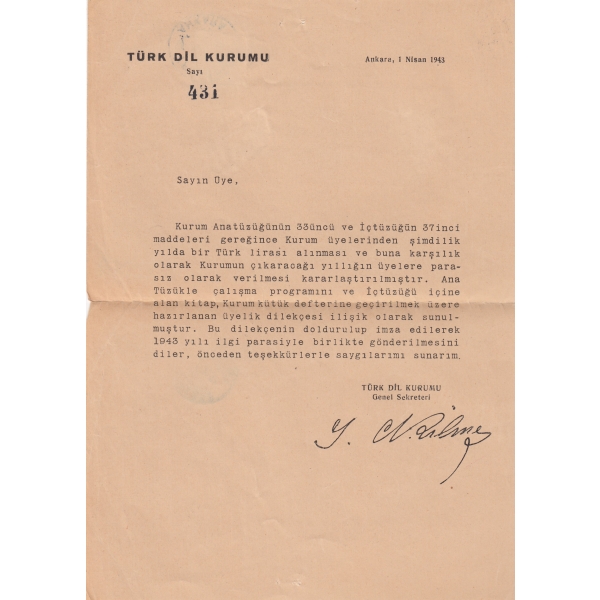 TÜRK DİL KURUMU
Ankara, 1 Nisan 1943
Sayı
431
Sayın Üye,
Kurum Anatüzüğünün 33üncü ve İçtüzüğün 37inci
maddeleri gereğince Kurum üyelerinden şimdilik
yılda bir Türk lirası alınması ve buna karşılık
olarak Kurumun çıkaracağı yıllığın üyelere para-
sız olarak verilmesi kararlaştırılmıştır. Ana
Tüzükle çalışma programını ve İçtüzüğü içine
alan kitap, Kurum kütük defterine geçirilmek üzere
hazırlanan üyelik dilekçesi ilişik olarak sunul-
muştur. Bu dilekçenin doldurulup imza edilerek
1943 yılı ilgi parasiyle birlikte gönderilmesini
diler, önceden teşekkürlerle saygılarımı sunarım.
TÜRK DİL KURUMU
Genel Sekreteri